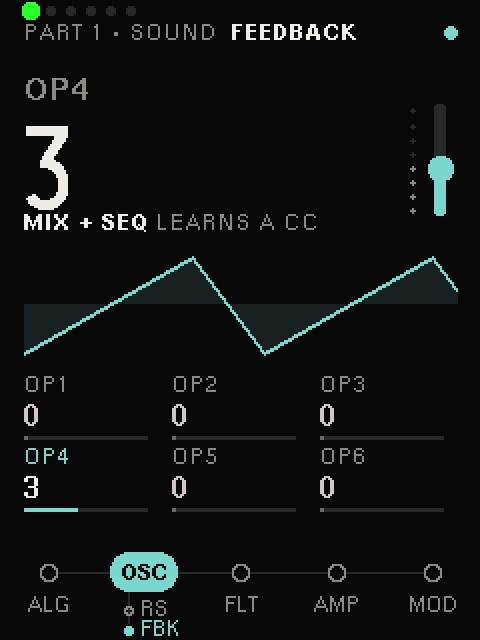 PART 1 · SOUND FEEDBACK
OP4
3
MIX + SEQ LEARNS A CC
OP1 OP2 OP3
0 0 0
OP4 OP5 OP6
3 0 0
OSC
ALG FLT AMP MOD
RS
FBK